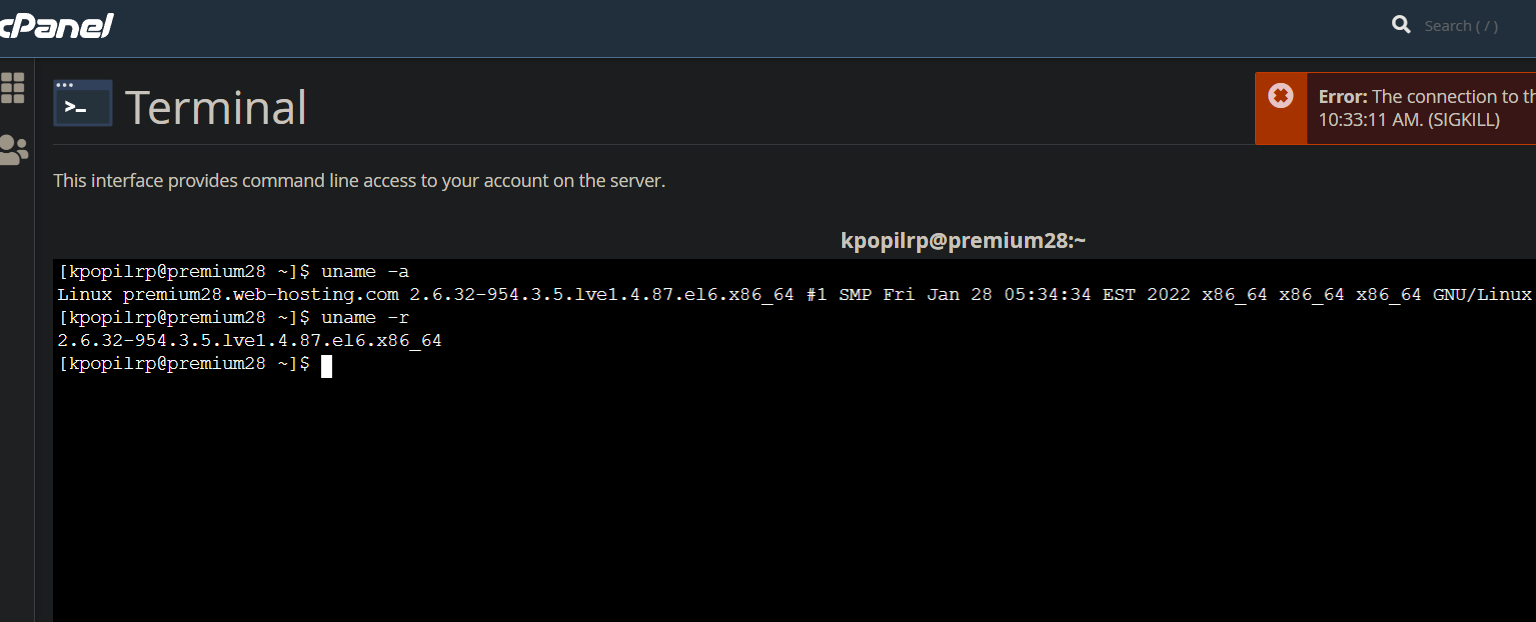 cPanel
Search ( / )
>_ Terminal
Error: The connection to th
10:33:11 AM. (SIGKILL)
This interface provides command line access to your account on the server.
kpopilrp@premium28:~
[kpopilrp@premium28 ~]$ uname -a
Linux premium28.web-hosting.com 2.6.32-954.3.5.lve1.4.87.el6.x86_64 #1 SMP Fri Jan 28 05:34:34 EST 2022 x86_64 x86_64 x86_64 GNU/Linux
[kpopilrp@premium28 ~]$ uname -r
2.6.32-954.3.5.lve1.4.87.el6.x86_64
[kpopilrp@premium28 ~]$